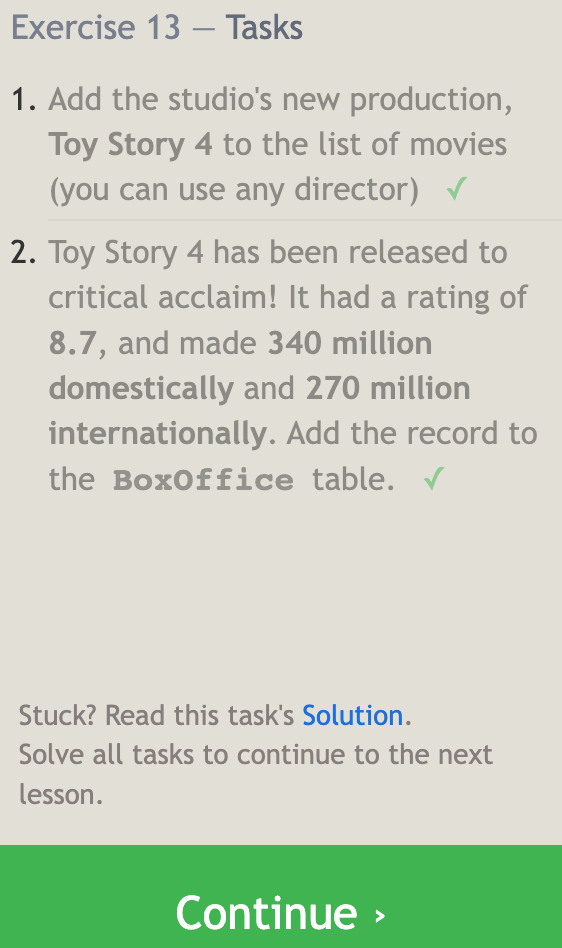 Exercise 13 — Tasks
1. Add the studio's new production,
Toy Story 4 to the list of movies
(you can use any director) ✓
2. Toy Story 4 has been released to
critical acclaim! It had a rating of
8.7, and made 340 million
domestically and 270 million
internationally. Add the record to
the BoxOffice table. ✓
Stuck? Read this task's Solution.
Solve all tasks to continue to the next
lesson.
Continue ›